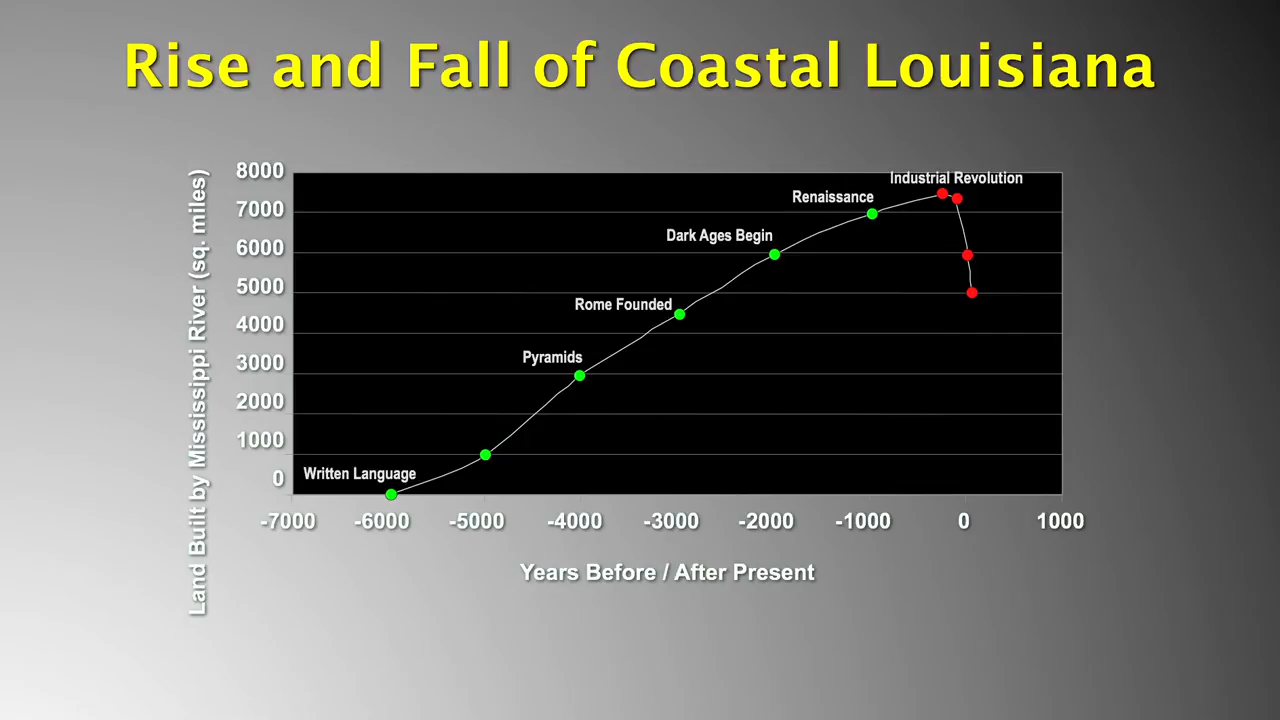 Rise and Fall of Coastal Louisiana
Land Built by Mississippi River (sq. miles)
8000
7000
6000
5000
4000
3000
2000
1000
0
Industrial Revolution
Renaissance
Dark Ages Begin
Rome Founded
Pyramids
Written Language
-7000 -6000 -5000 -4000 -3000 -2000 -1000 0 1000
Years Before / After Present